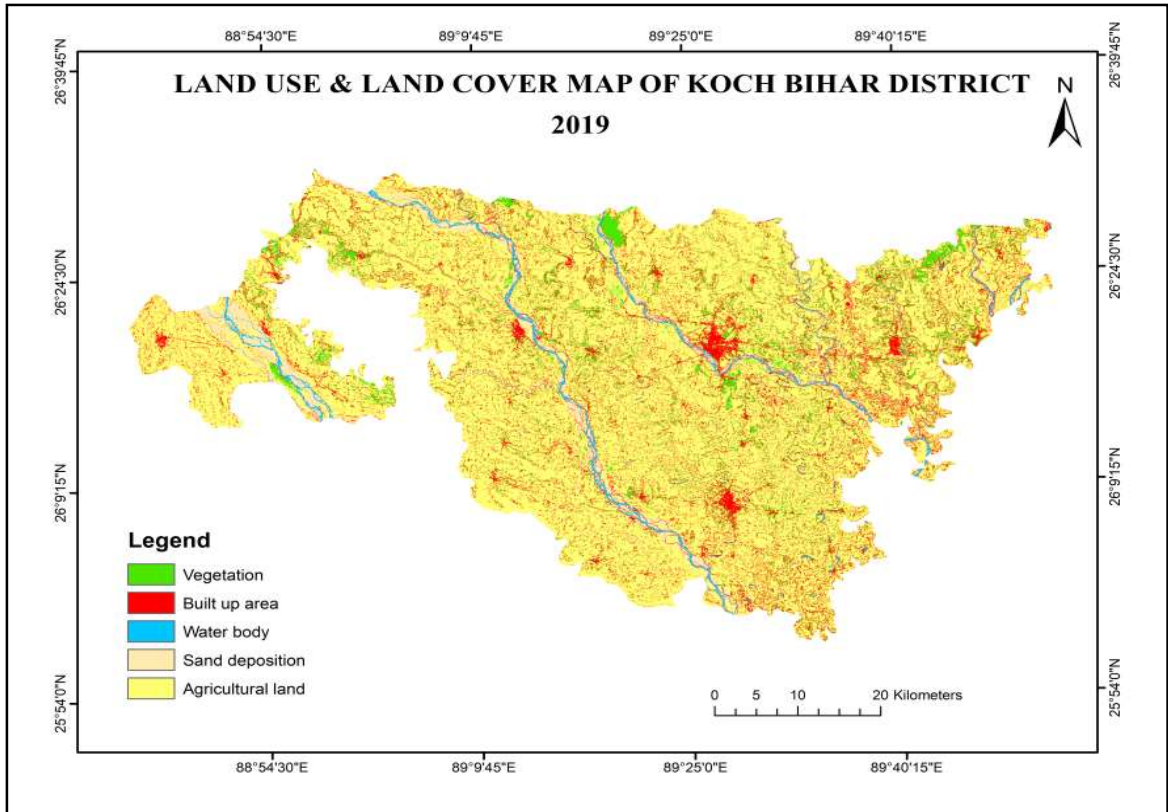 88°54'30"E 89°9'45"E 89°25'0"E 89°40'15"E
26°39'45"N 26°39'45"N
LAND USE & LAND COVER MAP OF KOCH BIHAR DISTRICT
2019
N
26°24'30"N 26°24'30"N
26°9'15"N 26°9'15"N
Legend
Vegetation
Built up area
Water body
Sand deposition
Agricultural land
0 5 10 20 Kilometers
25°54'0"N 25°54'0"N
88°54'30"E 89°9'45"E 89°25'0"E 89°40'15"E